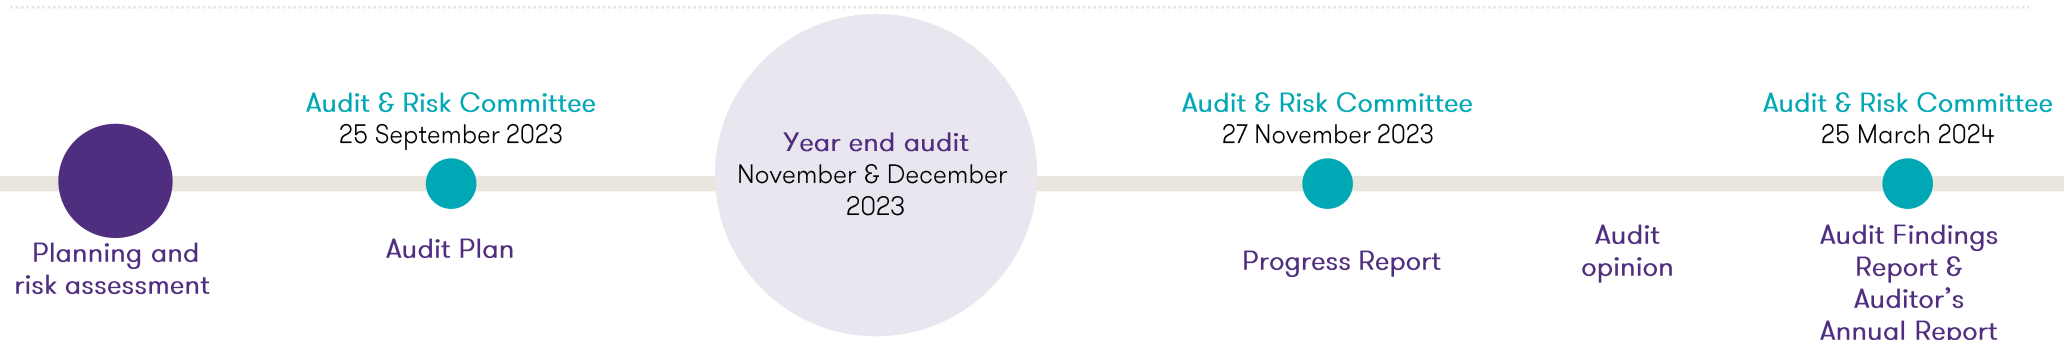 Planning and
risk assessment
Audit & Risk Committee
25 September 2023
Audit Plan
Year end audit
November & December
2023
Audit & Risk Committee
27 November 2023
Progress Report
Audit
opinion
Audit & Risk Committee
25 March 2024
Audit Findings
Report &
Auditor’s
Annual Report